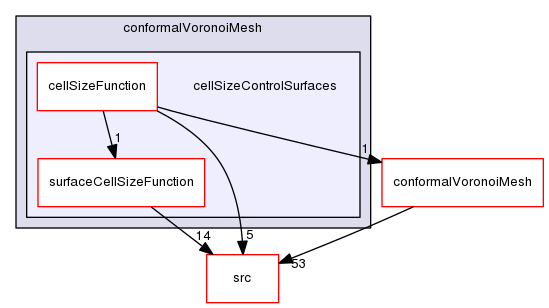 conformalVoronoiMesh
cellSizeFunction
cellSizeControlSurfaces
1
1
surfaceCellSizeFunction
conformalVoronoiMesh
14
5
53
src